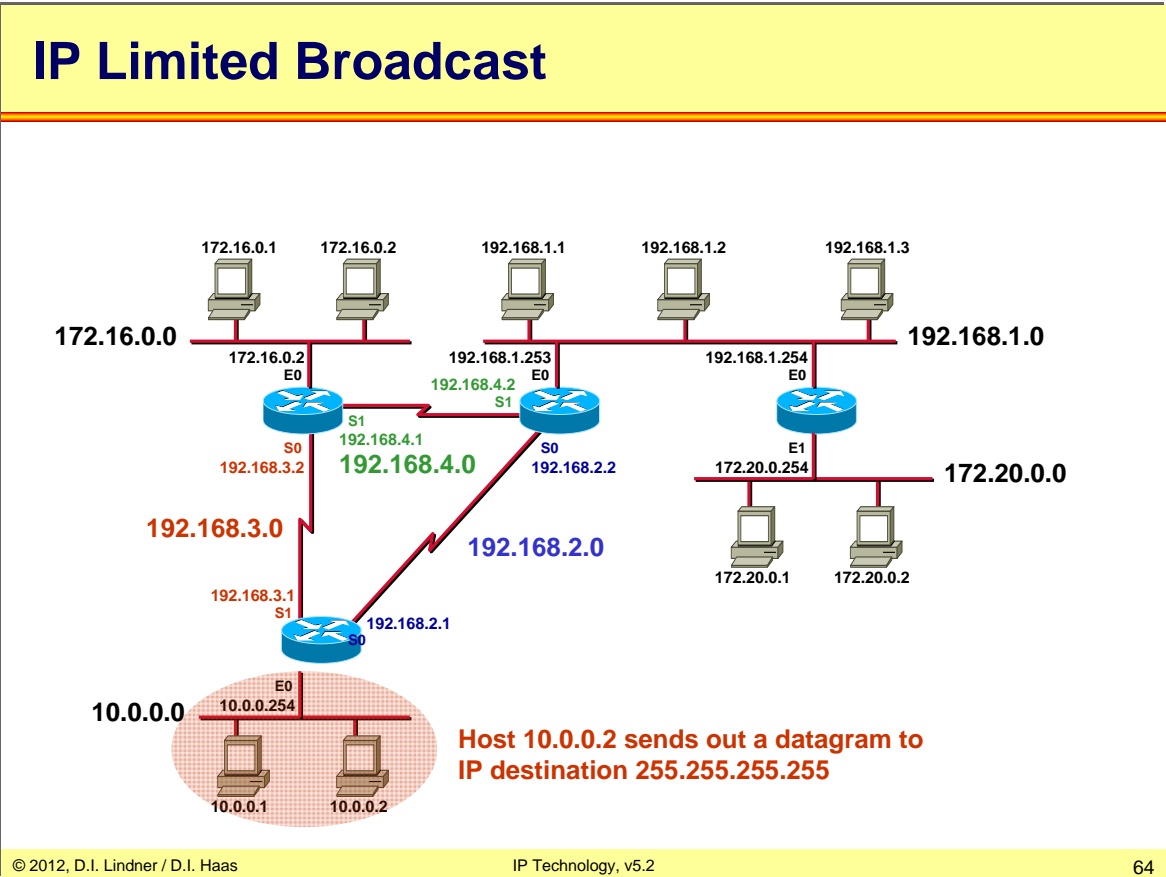 IP Limited Broadcast
172.16.0.1
172.16.0.2
192.168.1.1
192.168.1.2
192.168.1.3
172.16.0.0
192.168.1.0
172.16.0.2
E0
192.168.1.253
E0
192.168.1.254
E0
192.168.4.2
S1
S1
192.168.4.1
192.168.4.0
S0
192.168.3.2
S0
192.168.2.2
E1
172.20.0.254
172.20.0.0
192.168.3.0
192.168.2.0
172.20.0.1
172.20.0.2
192.168.3.1
S1
192.168.2.1
S0
E0
10.0.0.254
10.0.0.0
10.0.0.1
10.0.0.2
Host 10.0.0.2 sends out a datagram to
IP destination 255.255.255.255
© 2012, D.I. Lindner / D.I. Haas
IP Technology, v5.2
64